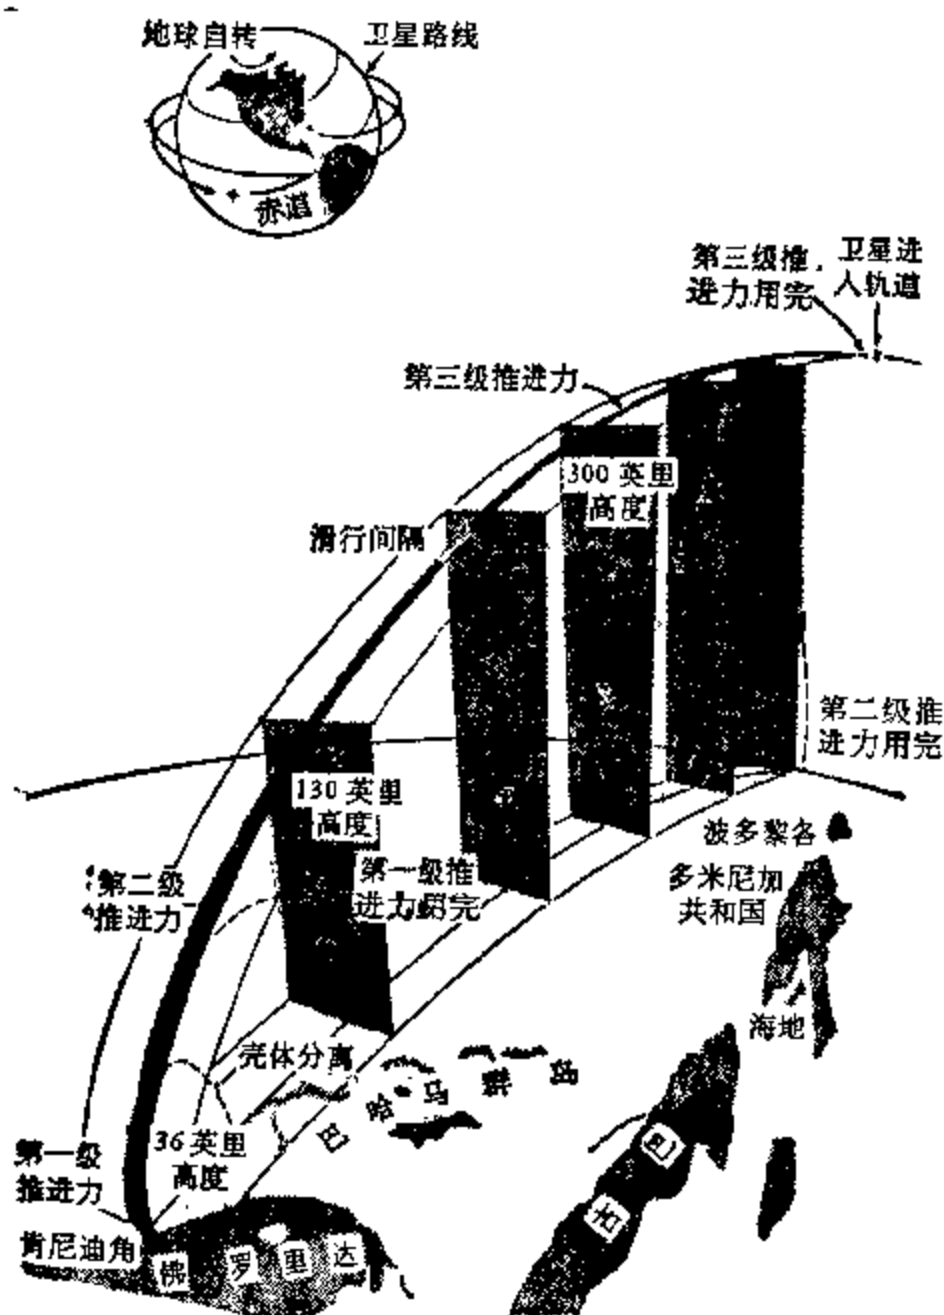 地球自转
卫星路线
赤道
第三级推
进力用完
卫星进
入轨道
第三级推进力
300 英里
高度
滑行间隔
第二级推
进力用完
130 英里
高度
波多黎各
第二级
推进力
第一级推
进力用完
多米尼加
共和国
海地
壳体分离
巴哈马群岛
第一级
推进力
36 英里
高度
古巴
肯尼迪角
佛罗里达